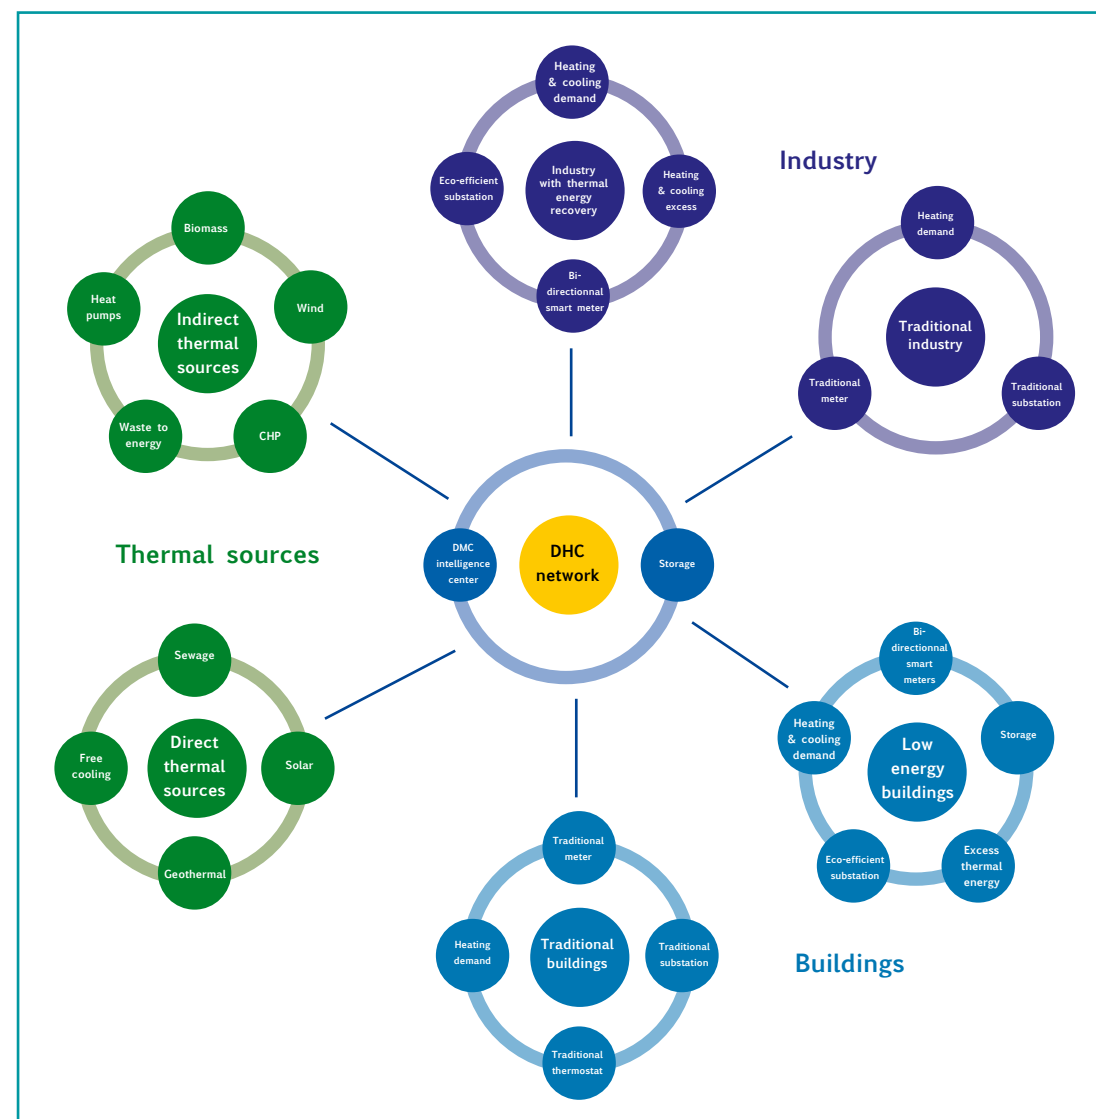 Heating
& cooling
demand
Eco-efficient
substation
Industry
with thermal
energy
recovery
Heating
& cooling
excess
Bi-
directionnal
smart meter
Industry
Heating
demand
Traditional
industry
Traditional
meter
Traditional
substation
Biomass
Heat
pumps
Wind
Indirect
thermal
sources
Waste to
energy
CHP
Thermal sources
DMC
intelligence
center
DHC
network
Storage
Sewage
Free
cooling
Direct
thermal
sources
Solar
Geothermal
Bi-
directionnal
smart
meters
Heating
& cooling
demand
Storage
Low
energy
buildings
Eco-efficient
substation
Excess
thermal
energy
Traditional
meter
Heating
demand
Traditional
buildings
Traditional
substation
Traditional
thermostat
Buildings